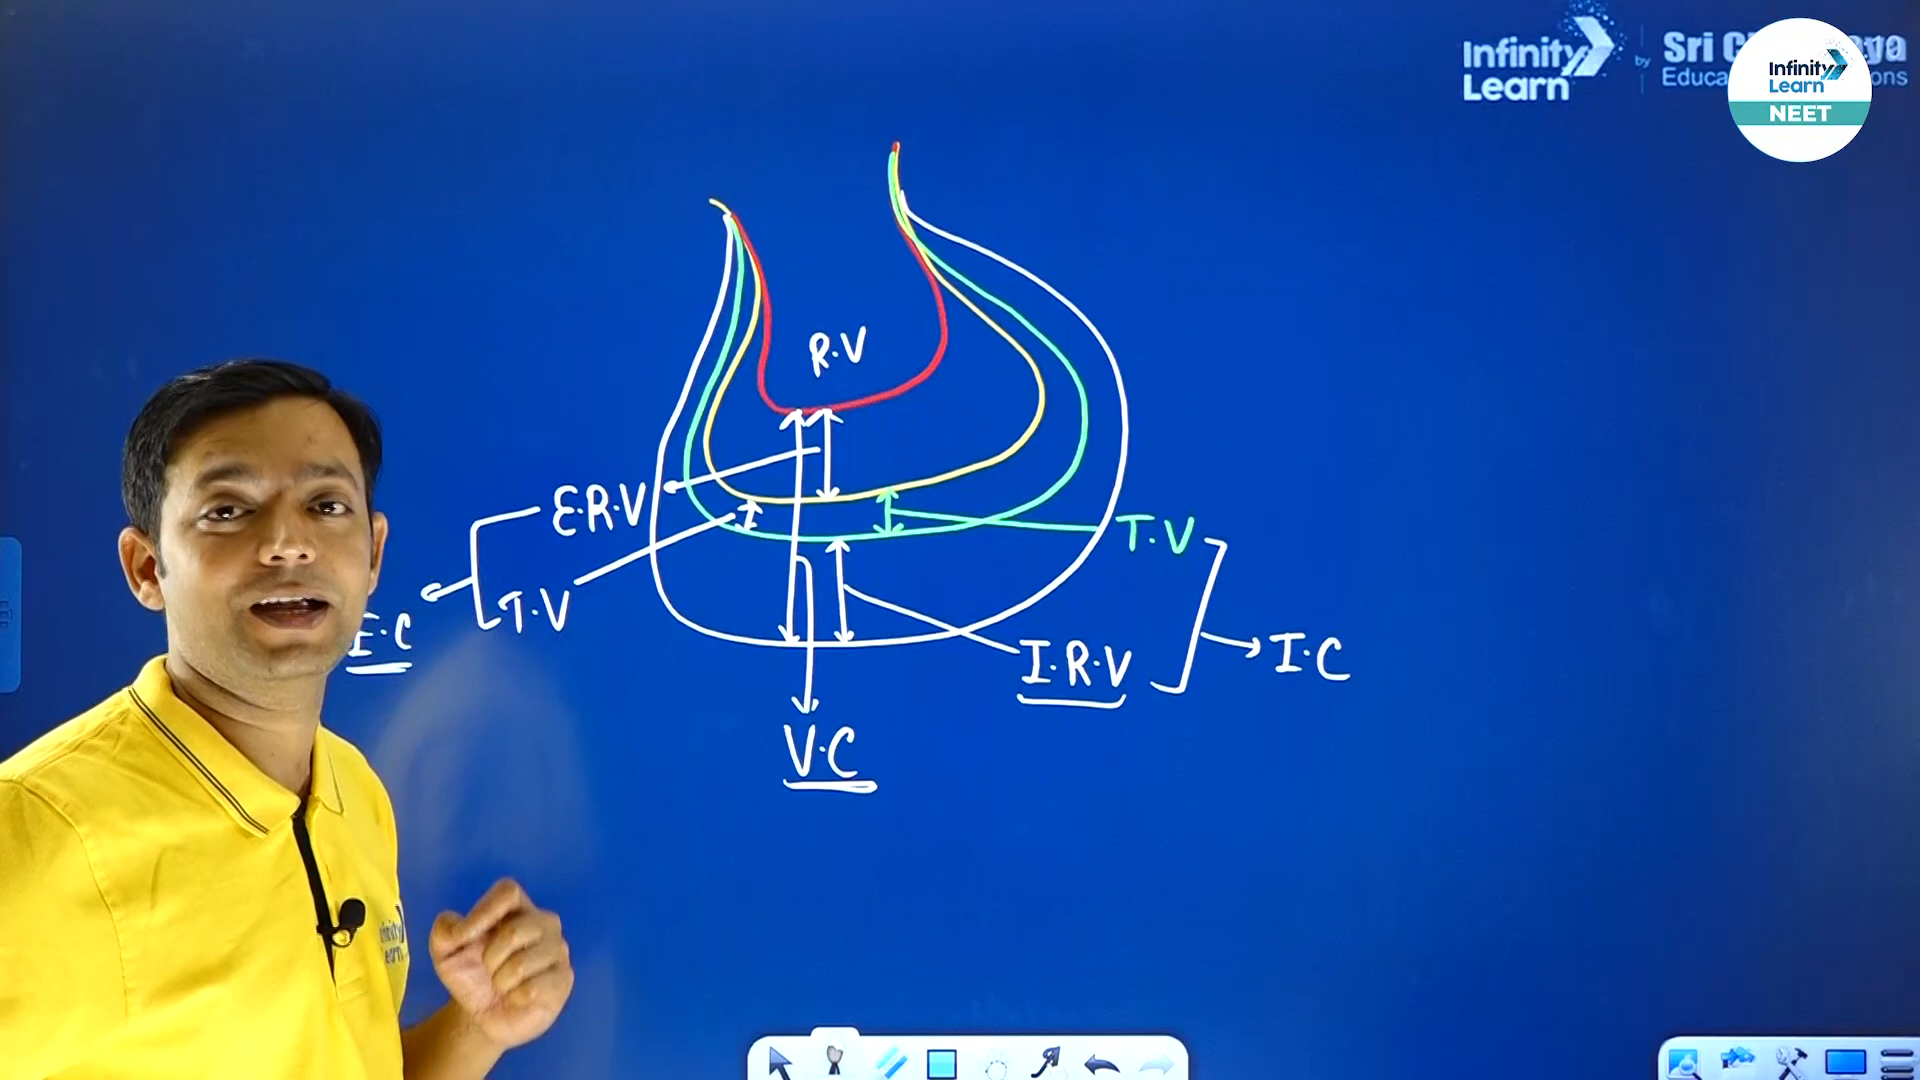 Infinity
Learn
by
Sri C
Educa
ons
Infinity
Learn
NEET
R.V
E.R.V
T.V
I.C
T.V
I.R.V
I.C
V.C